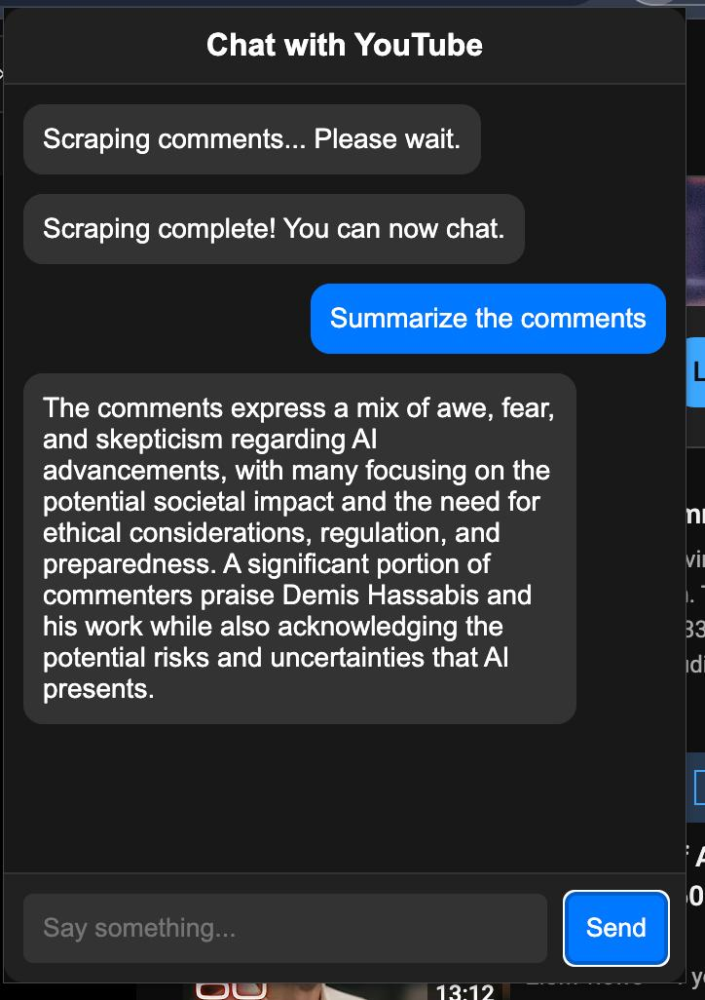 Chat with YouTube
Scraping comments... Please wait.
Scraping complete! You can now chat.
Summarize the comments
The comments express a mix of awe, fear,
and skepticism regarding AI
advancements, with many focusing on the
potential societal impact and the need for
ethical considerations, regulation, and
preparedness. A significant portion of
commenters praise Demis Hassabis and
his work while also acknowledging the
potential risks and uncertainties that AI
presents.
Say something...
Send
13:12